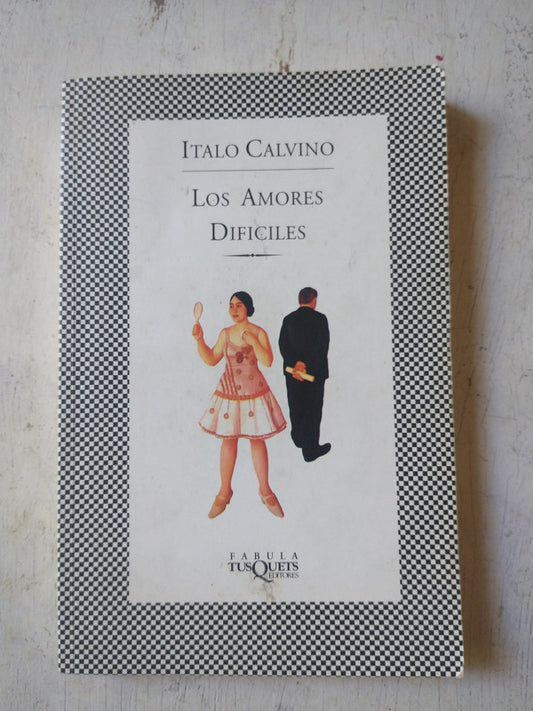 ITALO CALVINO
LOS AMORES
DIFICILES
FABULA
TUSQUETS
EDITORES